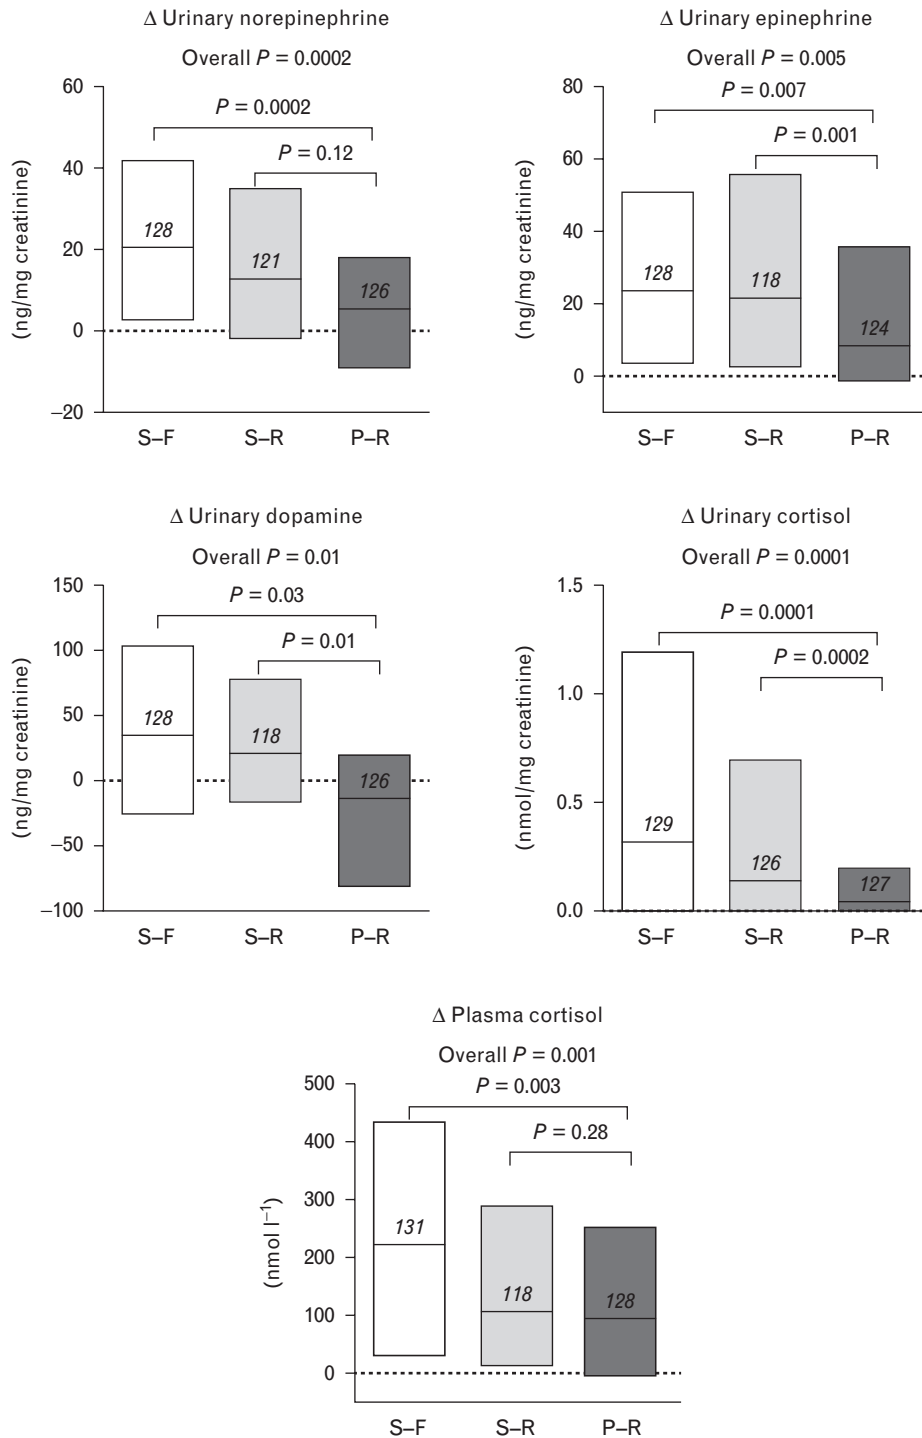 Δ Urinary norepinephrine
Overall P = 0.0002
60
40
20
0
−20
(ng/mg creatinine)
P = 0.0002
P = 0.12
128
121
126
S–F
S–R
P–R
Δ Urinary epinephrine
Overall P = 0.005
80
60
40
20
0
(ng/mg creatinine)
P = 0.007
P = 0.001
128
118
124
S–F
S–R
P–R
Δ Urinary dopamine
Overall P = 0.01
150
100
50
0
−50
−100
(ng/mg creatinine)
P = 0.03
P = 0.01
128
118
126
S–F
S–R
P–R
Δ Urinary cortisol
Overall P = 0.0001
1.5
1.0
0.5
0.0
(nmol/mg creatinine)
P = 0.0001
P = 0.0002
129
126
127
S–F
S–R
P–R
Δ Plasma cortisol
Overall P = 0.001
500
400
300
200
100
0
(nmol l⁻¹)
P = 0.003
P = 0.28
131
118
128
S–F
S–R
P–R